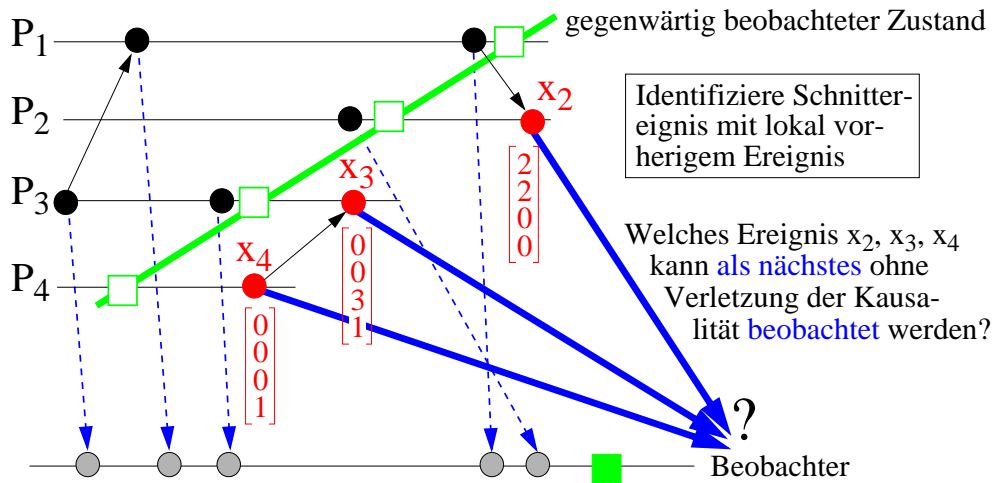 gegenwärtig beobachteter Zustand
P1
x2
P2
Identifiziere Schnitter-
eignis mit lokal vor-
herigem Ereignis
2
2
0
0
x3
P3
Welches Ereignis x2, x3, x4
kann als nächstes ohne
Verletzung der Kausa-
lität beobachtet werden?
0
0
3
1
x4
P4
0
0
0
1
?
Beobachter